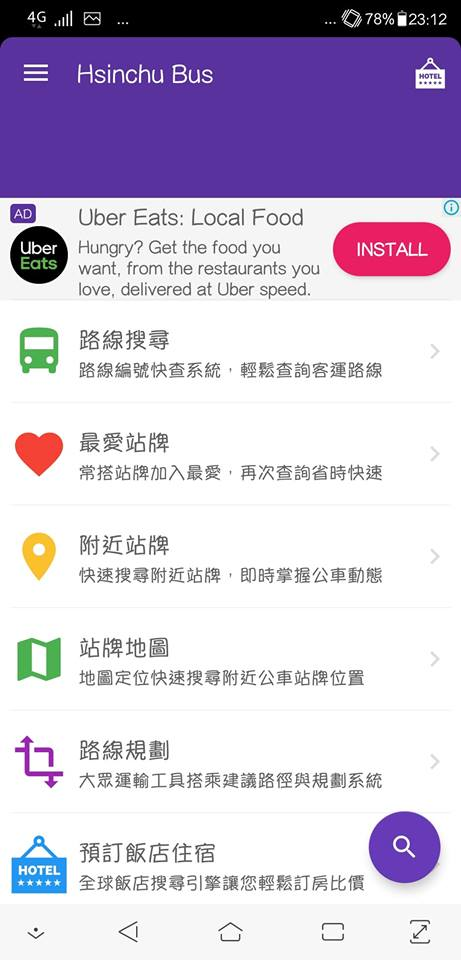 4G ... ... 78% 23:12
Hsinchu Bus
HOTEL
AD
Uber Eats: Local Food
Uber
Eats
Hungry? Get the food you
want, from the restaurants you
love, delivered at Uber speed.
INSTALL
路線搜尋
路線編號快查系統，輕鬆查詢客運路線
最愛站牌
常搭站牌加入最愛，再次查詢省時快速
附近站牌
快速搜尋附近站牌，即時掌握公車動態
站牌地圖
地圖定位快速搜尋附近公車站牌位置
路線規劃
大眾運輸工具搭乘建議路徑與規劃系統
HOTEL
預訂飯店住宿
全球飯店搜尋引擎讓您輕鬆訂房比價